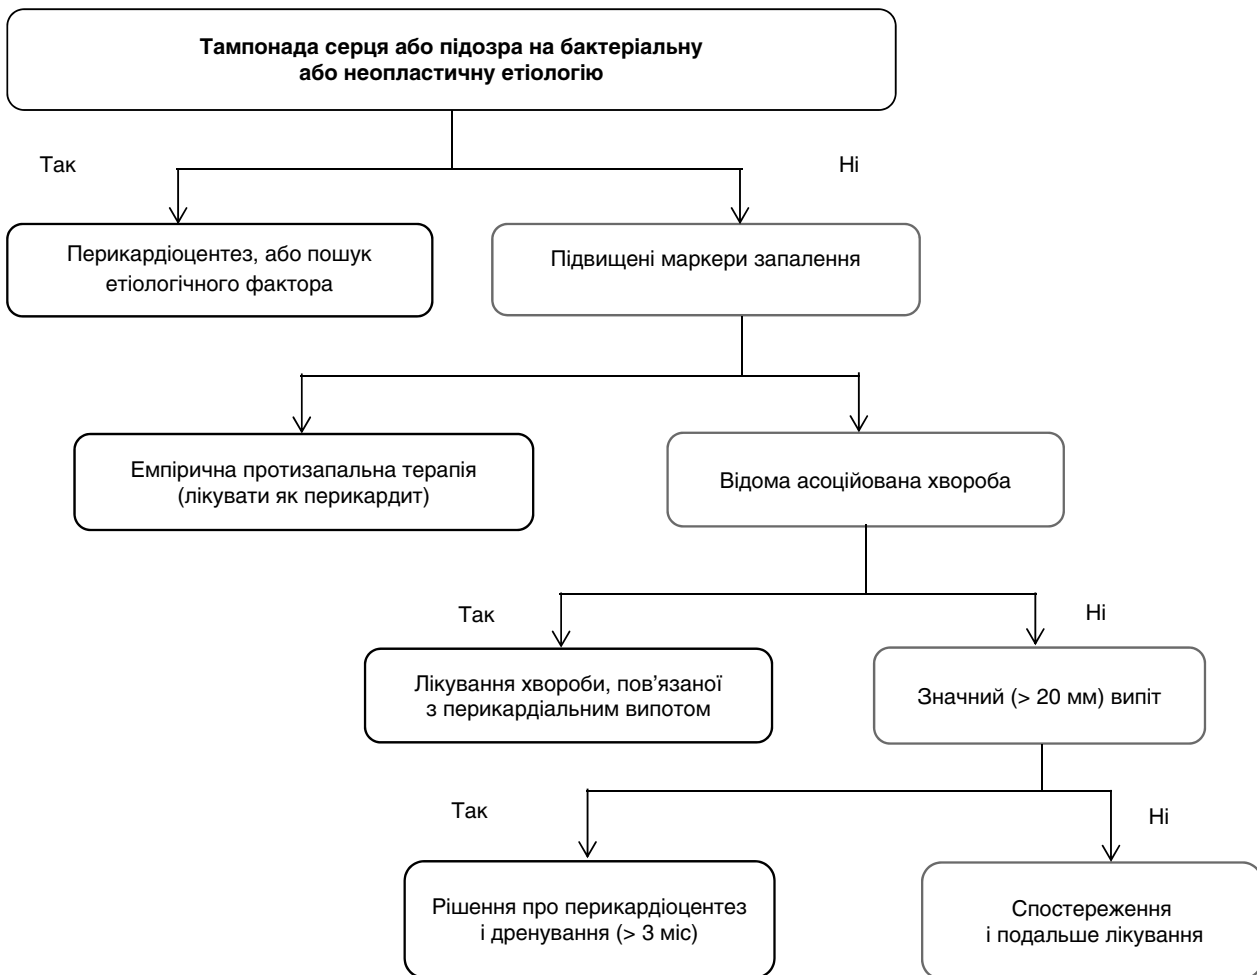 Тампонада серця або підозра на бактеріальну
або неопластичну етіологію
Так
Ні
Перикардіоцентез, або пошук
етіологічного фактора
Підвищені маркери запалення
Емпірична протизапальна терапія
(лікувати як перикардит)
Відома асоційована хвороба
Так
Ні
Лікування хвороби, пов’язаної
з перикардіальним випотом
Значний (> 20 мм) випіт
Так
Ні
Рішення про перикардіоцентез
і дренування (> 3 міс)
Спостереження
і подальше лікування